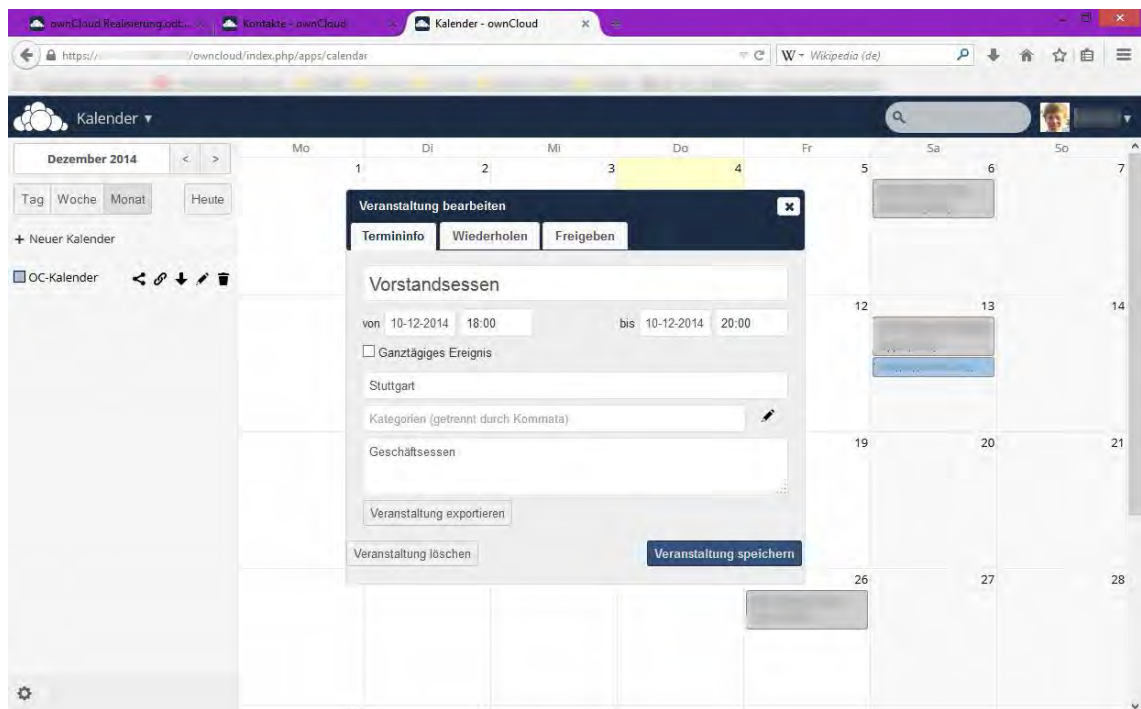 ownCloud Realisierung.odt... Kontakte - ownCloud Kalender - ownCloud
https:// /owncloud/index.php/apps/calendar W Wikipedia (de)
Kalender
Dezember 2014 < > Mo Di Mi Do Fr Sa So
1 2 3 4 5 6 7
Tag Woche Monat Heute
+ Neuer Kalender
OC-Kalender
Veranstaltung bearbeiten
Termininfo Wiederholen Freigeben
Vorstandsessen
von 10-12-2014 18:00 bis 10-12-2014 20:00
Ganztägiges Ereignis
Stuttgart
Kategorien (getrennt durch Kommata)
Geschäftsessen
Veranstaltung exportieren
Veranstaltung löschen Veranstaltung speichern
12 13 14
19 20 21
26 27 28